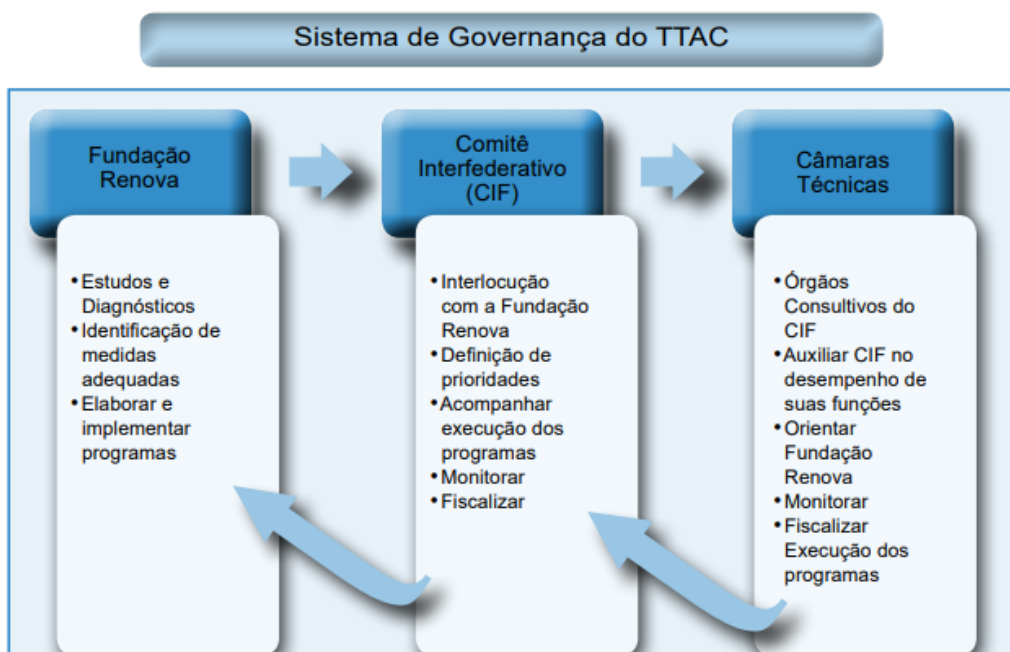 Sistema de Governança do TTAC
Fundação
Renova
• Estudos e
Diagnósticos
• Identificação de
medidas
adequadas
• Elaborar e
implementar
programas
Comitê
Interfederativo
(CIF)
• Interlocução
com a Fundação
Renova
• Definição de
prioridades
• Acompanhar
execução dos
programas
• Monitorar
• Fiscalizar
Câmaras
Técnicas
• Órgãos
Consultivos do
CIF
• Auxiliar CIF no
desempenho de
suas funções
• Orientar
Fundação
Renova
• Monitorar
• Fiscalizar
Execução dos
programas